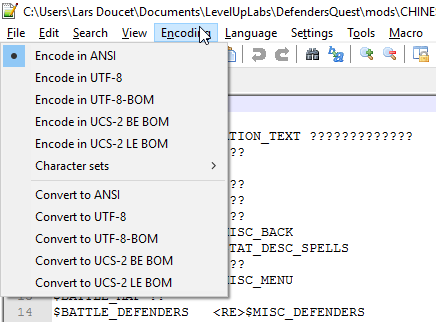 C:\Users\Lars Doucet\Documents\LevelUpLabs\DefendersQuest\mods\CHINE
File Edit Search View Encoding Language Settings Tools Macro
Encode in ANSI
Encode in UTF-8
Encode in UTF-8-BOM
Encode in UCS-2 BE BOM
Encode in UCS-2 LE BOM
Character sets
Convert to ANSI
Convert to UTF-8
Convert to UTF-8-BOM
Convert to UCS-2 BE BOM
Convert to UCS-2 LE BOM
TION_TEXT ?????????????
??
??
??
ISC_BACK
TAT_DESC_SPELLS
??
ISC_MENU
14 $BATTLE_DEFENDERS <RE>$MISC_DEFENDERS